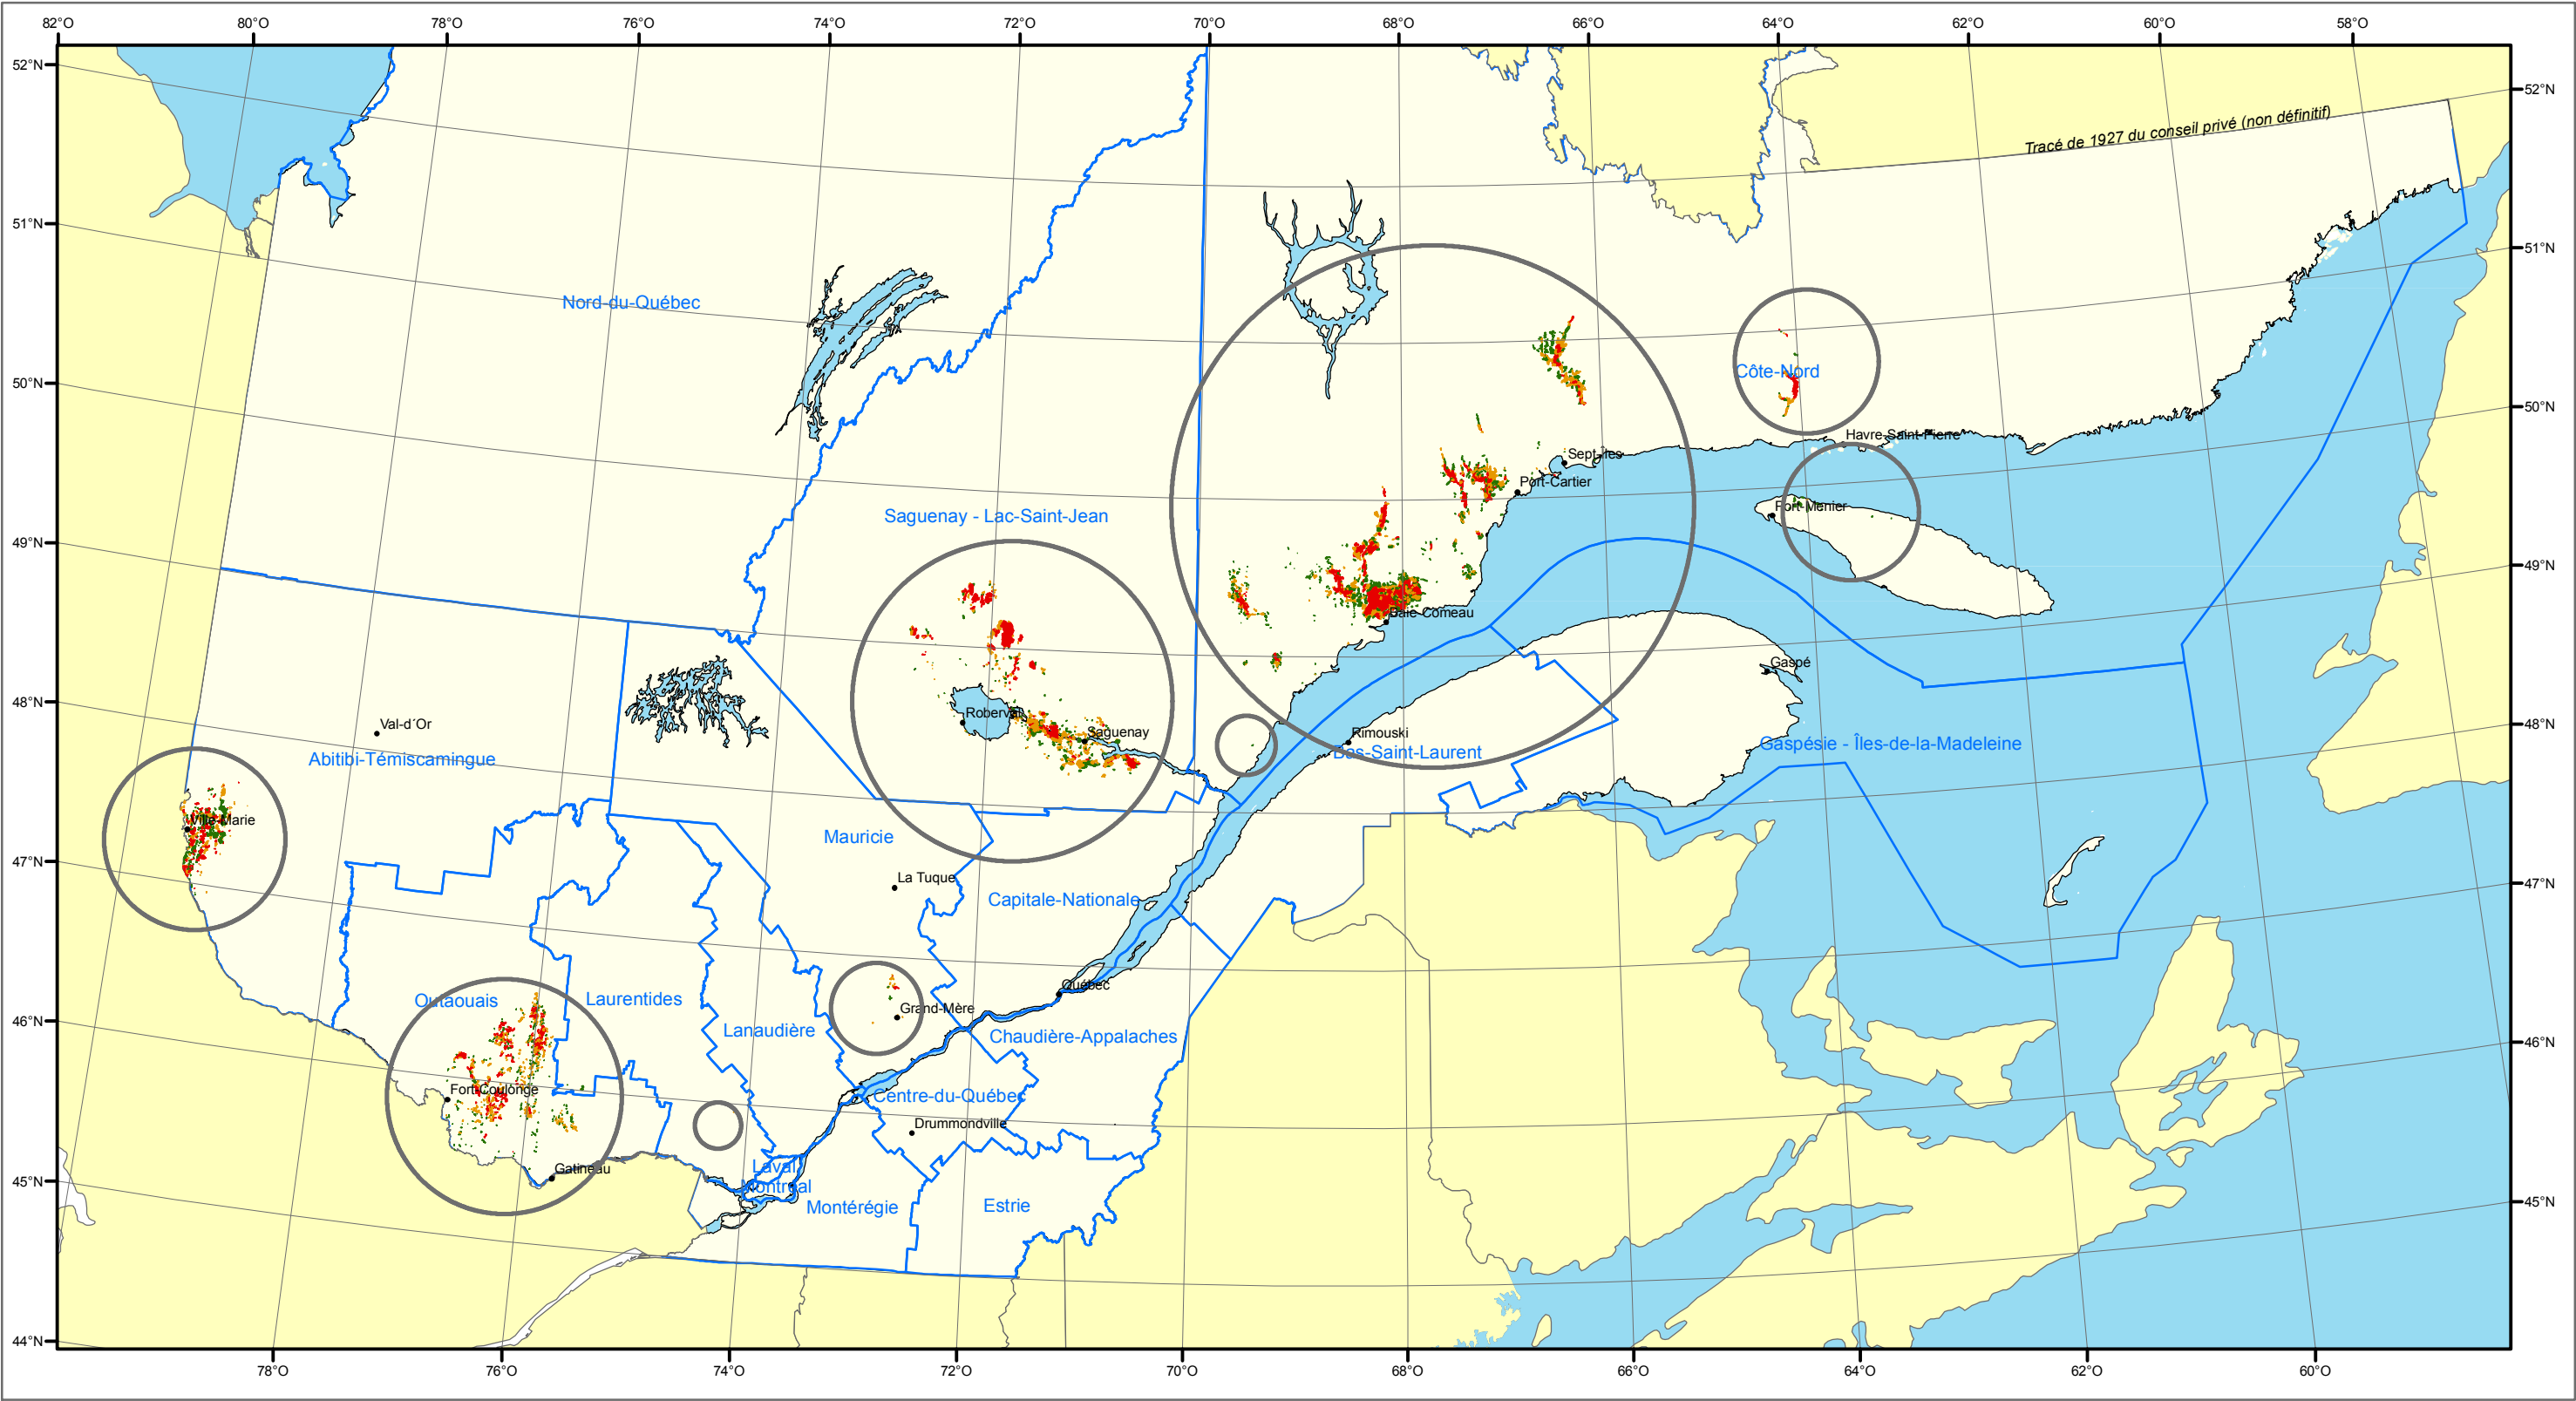 82°O 80°O 78°O 76°O 74°O 72°O 70°O 68°O 66°O 64°O 62°O 60°O 58°O
52°N
52°N
Tracé de 1927 du conseil privé (non définitif)
51°N
51°N
Nord-du-Québec
Côte-Nord
50°N
50°N
Havre-Saint-Pierre
Sept-Îles
Port-Cartier
Port-Menier
Saguenay - Lac-Saint-Jean
49°N
49°N
Baie-Comeau
Gaspé
48°N
48°N
Roberval
Val-d'Or
Saguenay
Rimouski
Bas-Saint-Laurent
Gaspésie - Îles-de-la-Madeleine
Abitibi-Témiscamingue
Ville-Marie
Mauricie
47°N
47°N
La Tuque
Capitale-Nationale
Québec
Outaouais
Laurentides
Grand-Mère
46°N
46°N
Lanaudière
Chaudière-Appalaches
Fort-Coulonge
Centre-du-Québec
Drummondville
Gatineau
Laval
45°N
45°N
Montréal
Montérégie
Estrie
44°N
78°O 76°O 74°O 72°O 70°O 68°O 66°O 64°O 62°O 60°O